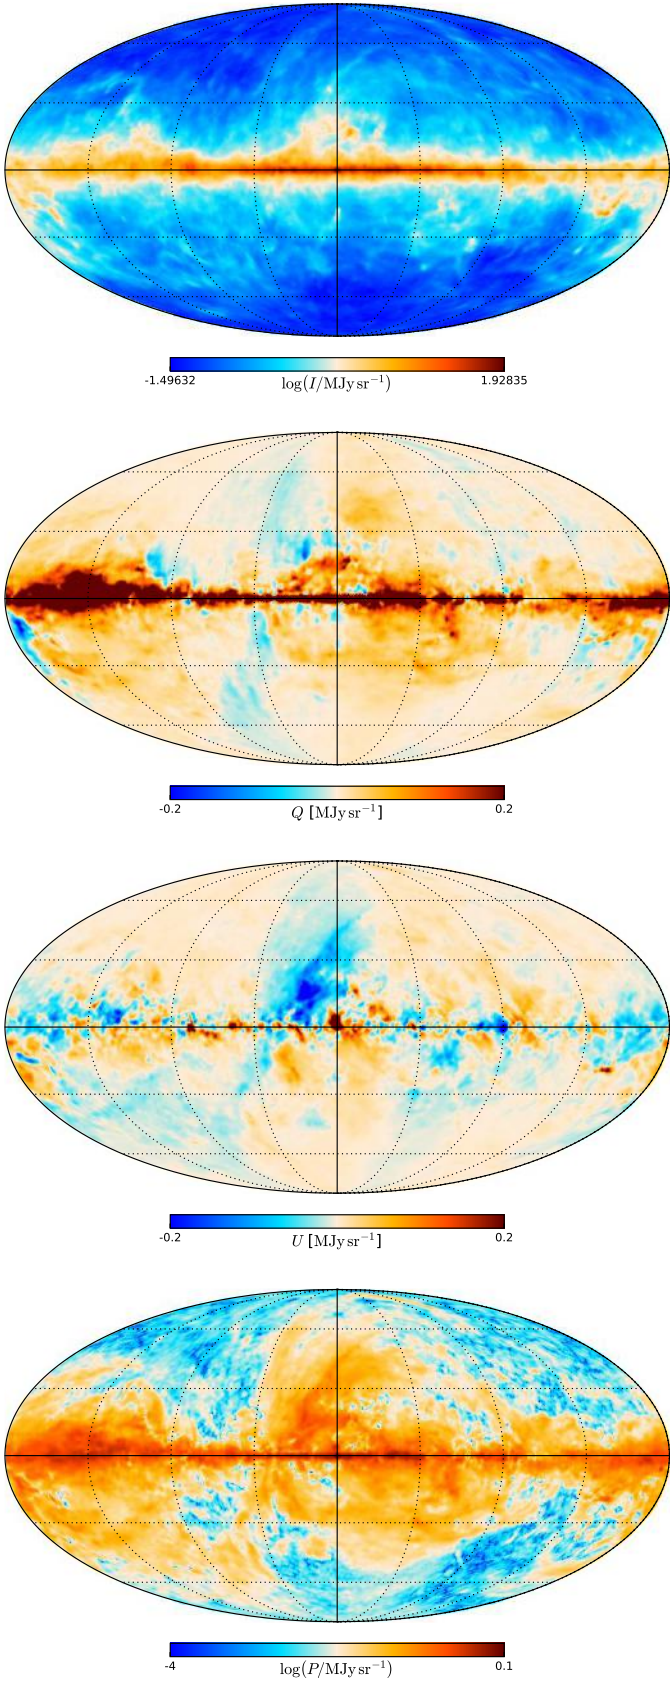 -1.49632 1.92835
log(I/MJy sr⁻¹)
-0.2 0.2
Q [MJy sr⁻¹]
-0.2 0.2
U [MJy sr⁻¹]
-4 0.1
log(P/MJy sr⁻¹)